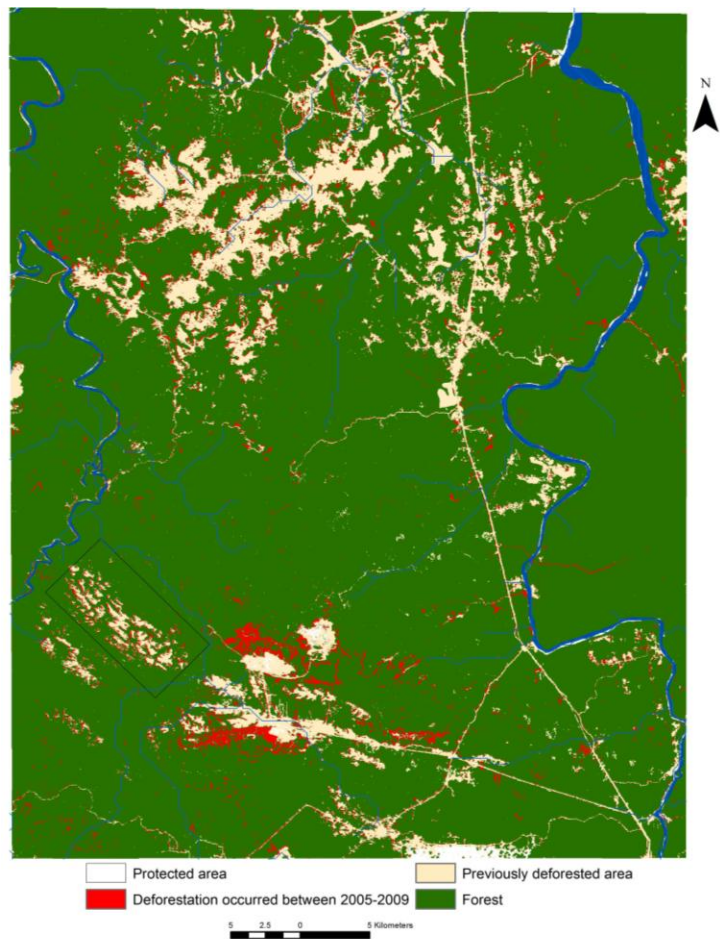 N
Protected area
Previously deforested area
Deforestation occurred between 2005-2009
Forest
5 2.5 0 5 Kilometers